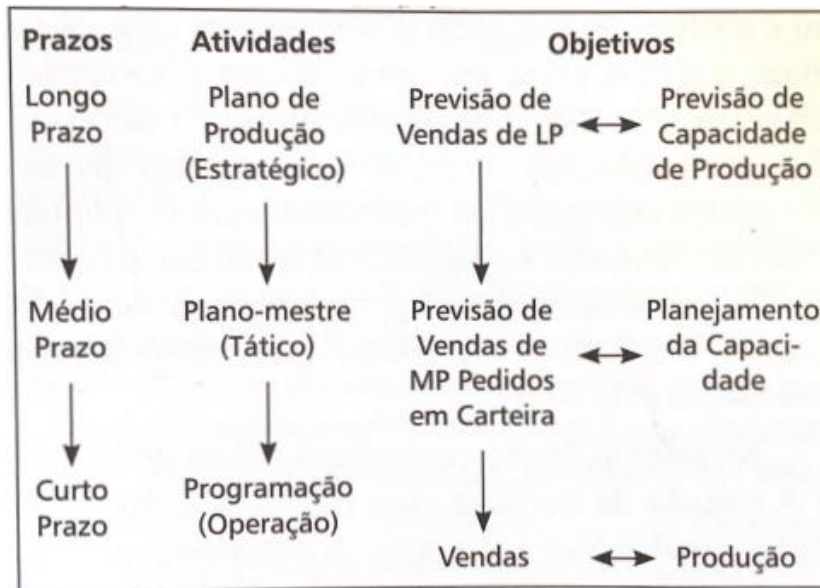 Prazos Atividades Objetivos
Longo Prazo
Plano de Produção (Estratégico)
Previsão de Vendas de LP
Previsão de Capacidade de Produção
Médio Prazo
Plano-mestre (Tático)
Previsão de Vendas de MP Pedidos em Carteira
Planejamento da Capaci-dade
Curto Prazo
Programação (Operação)
Vendas
Produção